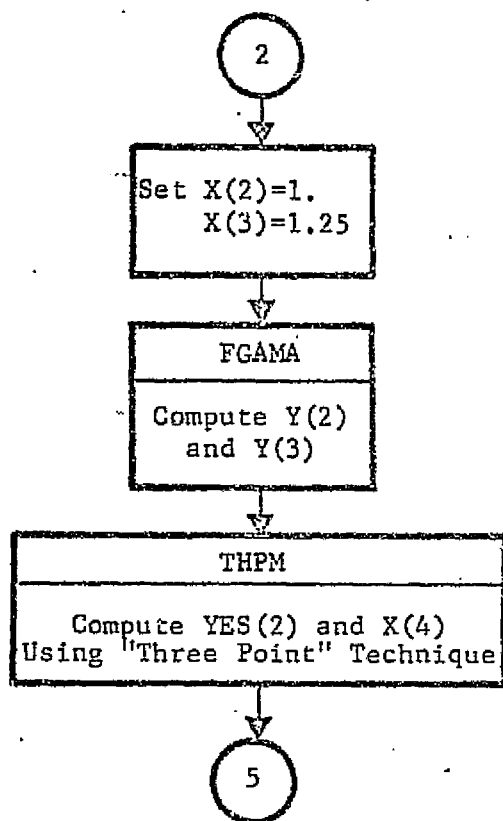 2
Set X(2)=1.
X(3)=1.25
FGAMA
Compute Y(2)
and Y(3)
THPM
Compute YES(2) and X(4)
Using "Three Point" Technique
5